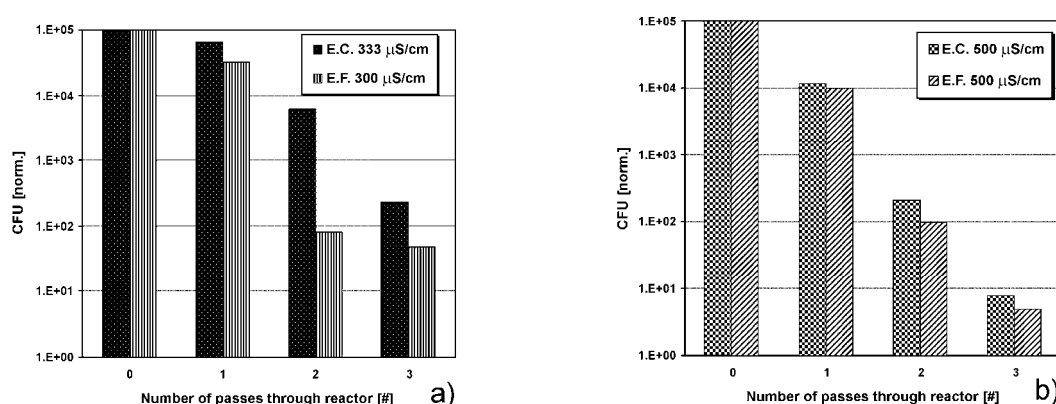 1.E+05
1.E+04
1.E+03
1.E+02
1.E+01
1.E+00
CFU [norm.]
E.C. 333 µS/cm
E.F. 300 µS/cm
0 1 2 3
Number of passes through reactor [#]
a)
1.E+05
1.E+04
1.E+03
1.E+02
1.E+01
1.E+00
CFU [norm.]
E.C. 500 µS/cm
E.F. 500 µS/cm
0 1 2 3
Number of passes through reactor [#]
b)